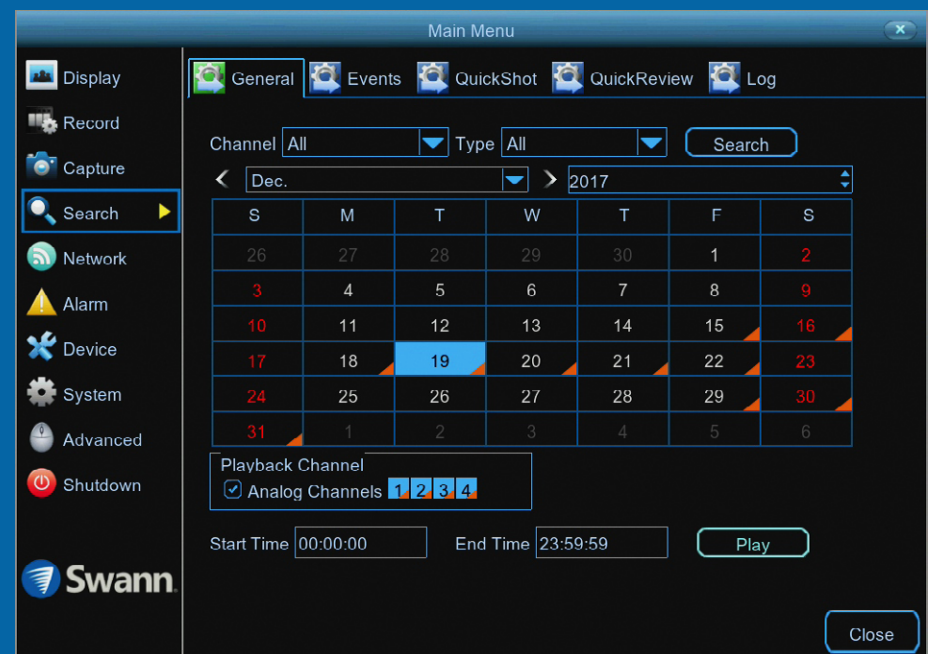 Main Menu
Display
Record
Capture
Search
Network
Alarm
Device
System
Advanced
Shutdown
Swann
General Events QuickShot QuickReview Log
Channel All Type All Search
Dec. 2017
S M T W T F S
26 27 28 29 30 1 2
3 4 5 6 7 8 9
10 11 12 13 14 15 16
17 18 19 20 21 22 23
24 25 26 27 28 29 30
31 1 2 3 4 5 6
Playback Channel
Analog Channels 1 2 3 4
Start Time 00:00:00 End Time 23:59:59 Play
Close